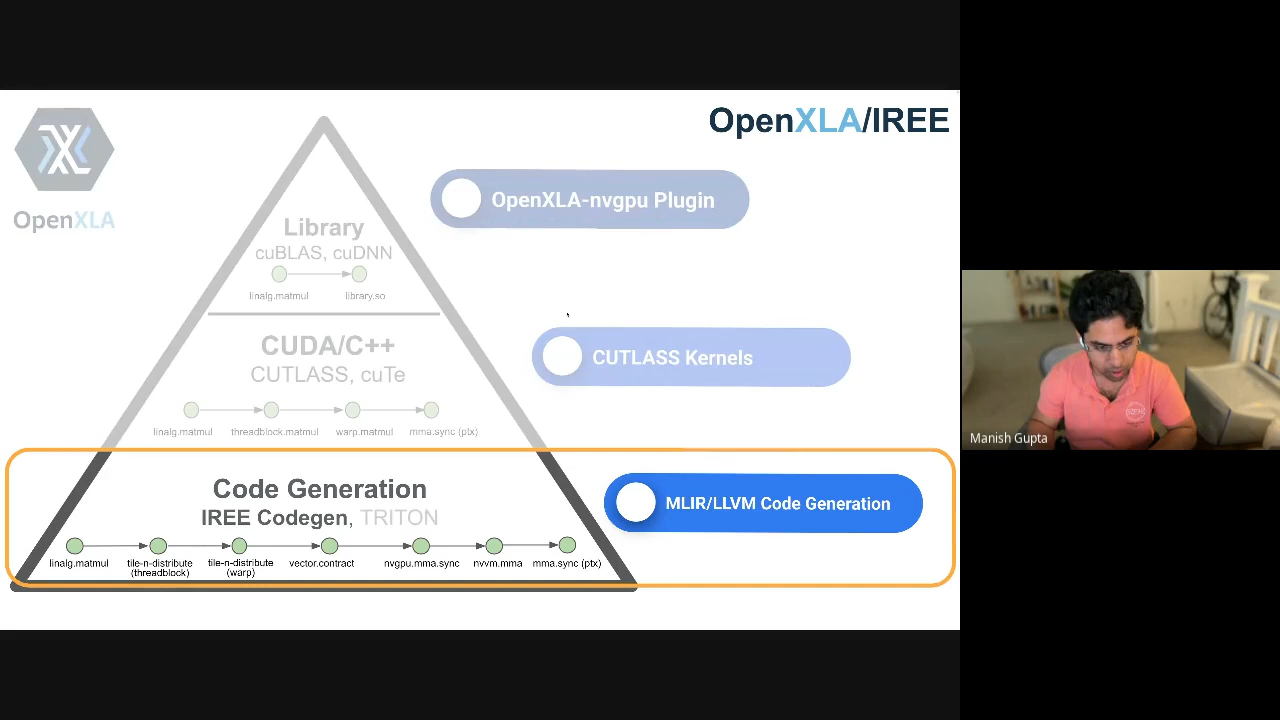 OpenXLA/IREE
OpenXLA
OpenXLA-nvgpu Plugin
Library
cuBLAS, cuDNN
linalg.matmul library.so
CUDA/C++
CUTLASS, cuTe
CUTLASS Kernels
linalg.matmul threadblock.matmul warp.matmul mma.sync (ptx)
Code Generation
IREE Codegen, TRITON
MLIR/LLVM Code Generation
linalg.matmul tile-n-distribute tile-n-distribute vector.contract nvgpu.mma.sync nvvm.mma mma.sync (ptx)
(threadblock) (warp)
Manish Gupta